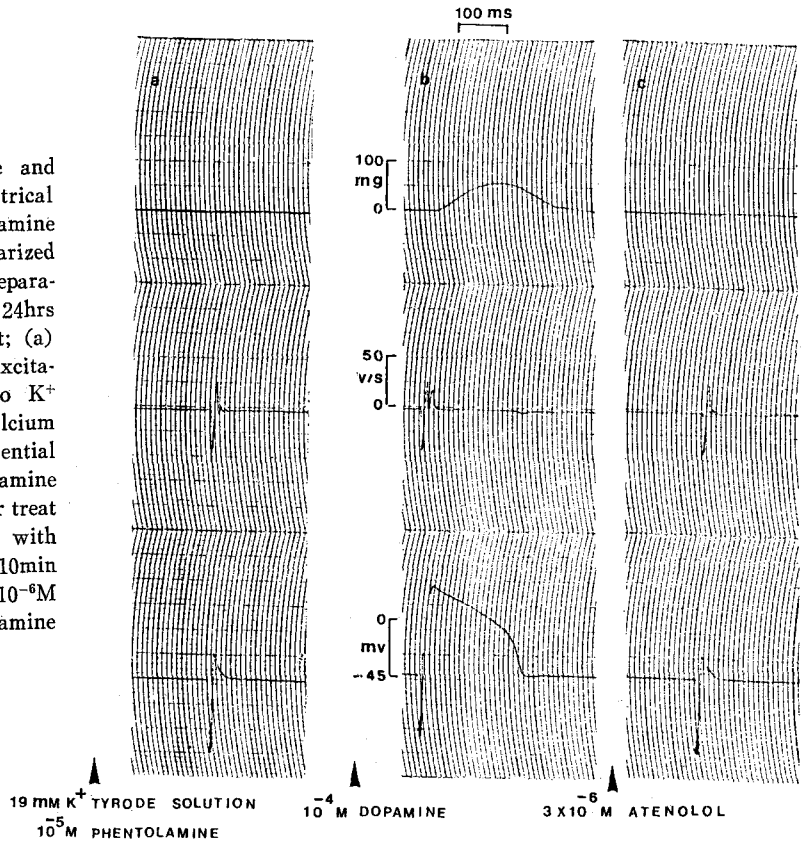 100 ms
a
b
c
e and
trical
amine
arized
epara-
24hrs
t; (a)
xcita-
o K⁺
lcium
ential
amine
r treat
with
10min
10⁻⁶M
amine
100
mg
0
50
V/S
0
0
mv
-45
19 mM K⁺ TYRODE SOLUTION
10⁻⁵M PHENTOLAMINE
10⁻⁴ M DOPAMINE
3X10⁻⁶ M ATENOLOL